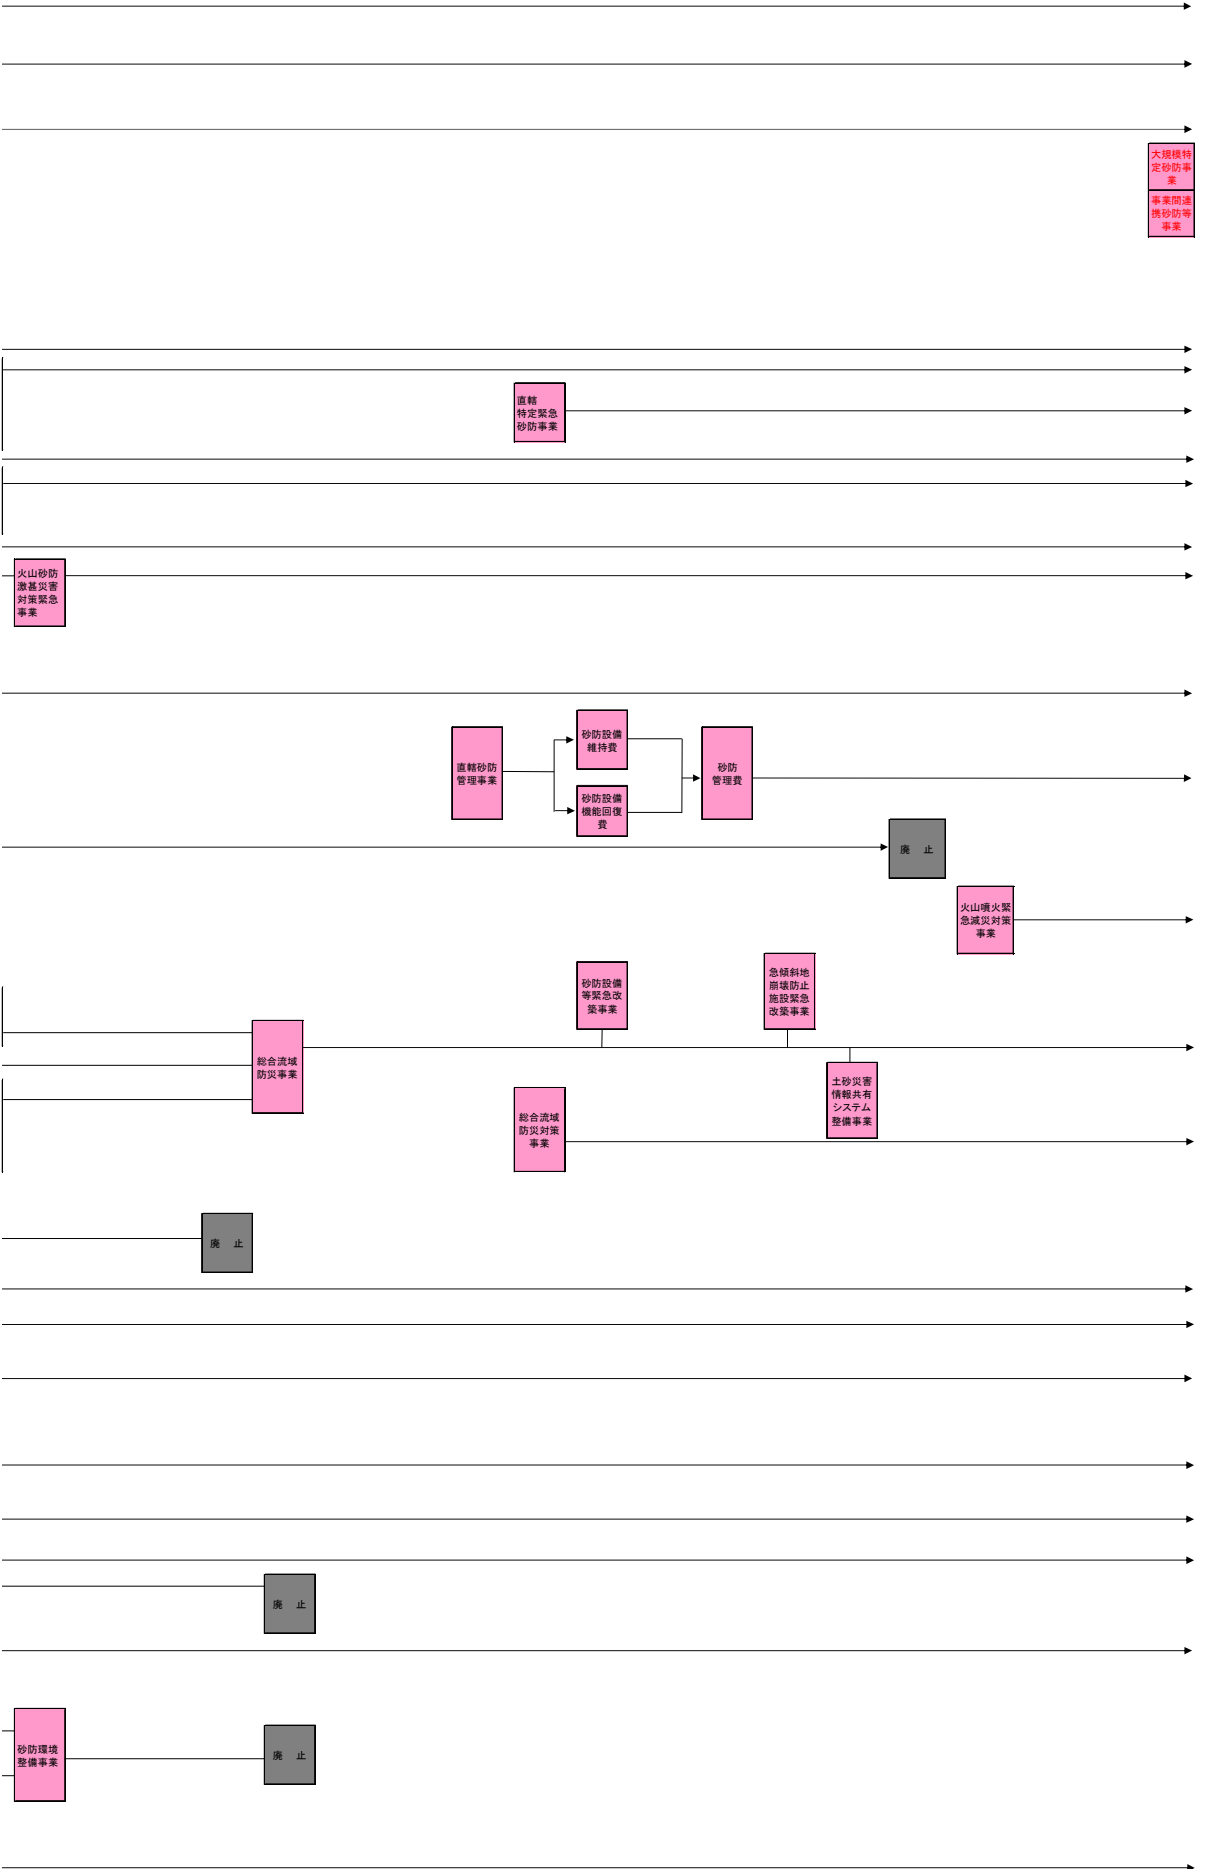 大規模特
定砂防事
業
事業間連
携砂防等
事業
直轄
特定緊急
砂防事業
火山砂防
激甚災害
対策緊急
事業
直轄砂防
管理事業
砂防設備
維持費
砂防設備
機能回復
費
砂防
管理費
廃　止
火山噴火緊
急減災対策
事業
砂防設備
等緊急改
築事業
急傾斜地
崩壊防止
施設緊急
改築事業
総合流域
防災事業
土砂災害
情報共有
システム
整備事業
総合流域
防災対策
事業
廃　止
廃　止
砂防環境
整備事業
廃　止